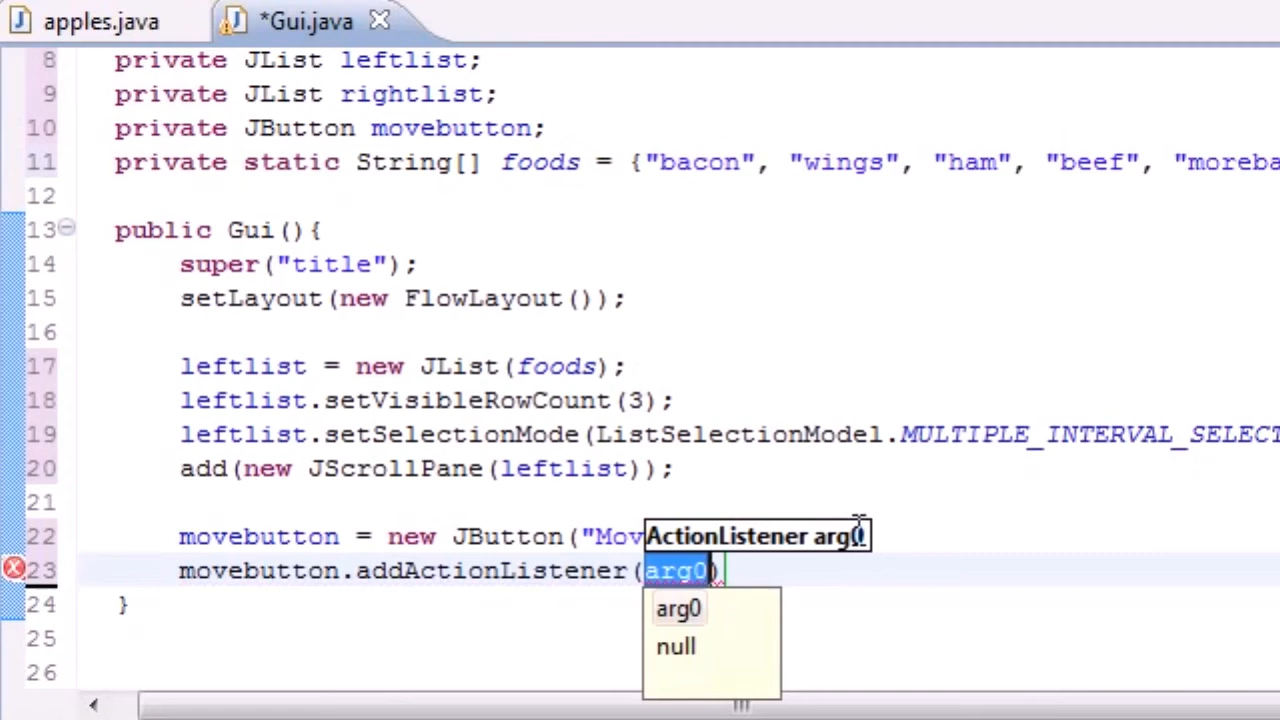 apples.java *Gui.java
8 private JList leftlist;
9 private JList rightlist;
10 private JButton movebutton;
11 private static String[] foods = {"bacon", "wings", "ham", "beef", "moreba
12
13 public Gui(){
14 super("title");
15 setLayout(new FlowLayout());
16
17 leftlist = new JList(foods);
18 leftlist.setVisibleRowCount(3);
19 leftlist.setSelectionMode(ListSelectionModel.MULTIPLE_INTERVAL_SELECT
20 add(new JScrollPane(leftlist));
21
22 movebutton = new JButton("Mov
ActionListener arg0
23 movebutton.addActionListener(arg0)
arg0
24 }
null
25
26